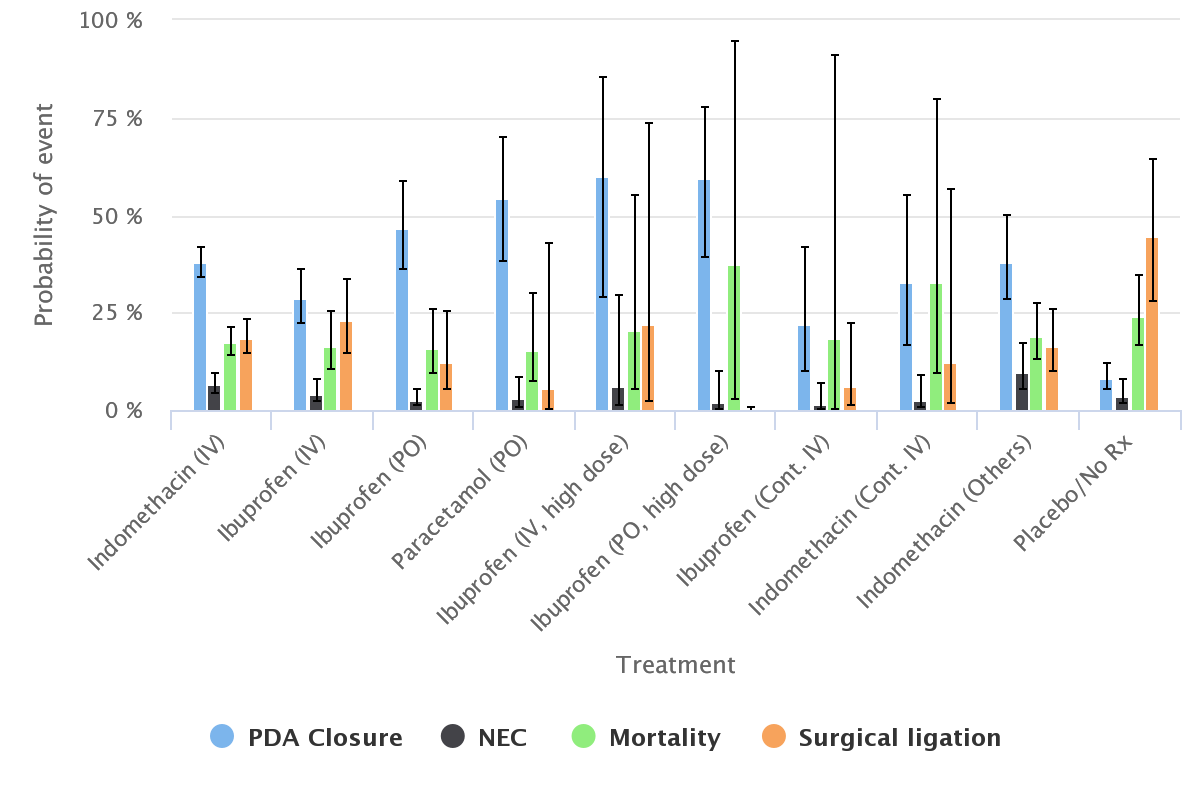 100 %
75 %
50 %
25 %
0 %
Probability of event
Indomethacin (IV)
Ibuprofen (IV)
Ibuprofen (PO)
Paracetamol (PO)
Ibuprofen (IV, high dose)
Ibuprofen (PO, high dose)
Ibuprofen (Cont. IV)
Indomethacin (Cont. IV)
Indomethacin (Others)
Placebo/No Rx
Treatment
PDA Closure NEC Mortality Surgical ligation